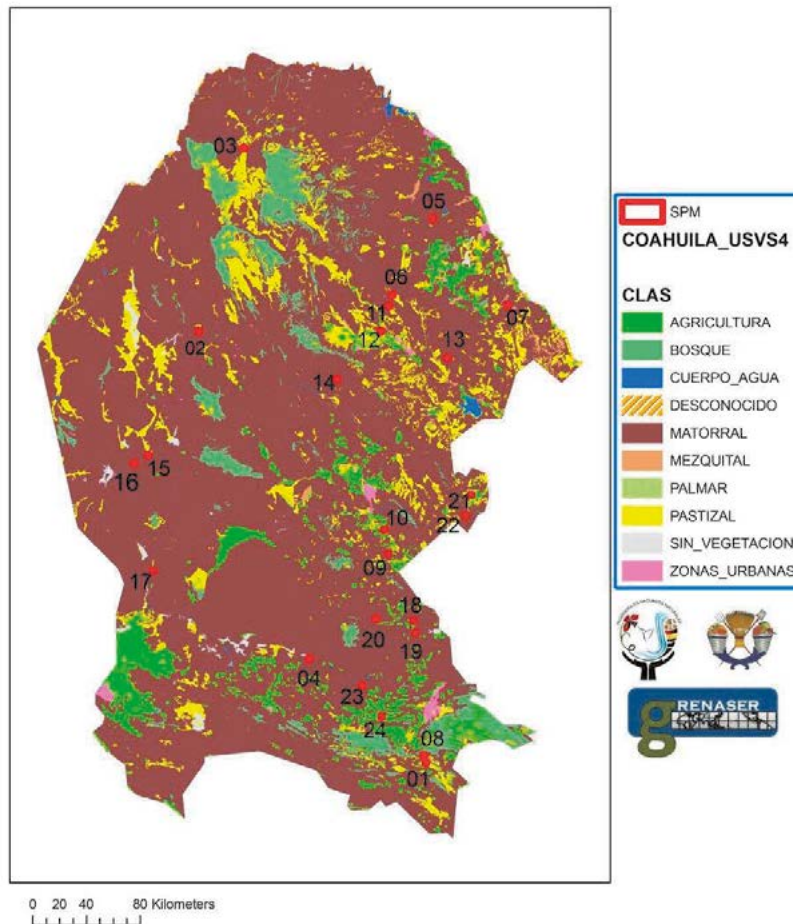 03
05
06
11
07
02
12
13
14
15
16
21
22
10
09
17
18
20
19
04
23
24
08
01
SPM
COAHUILA_USVS4
CLAS
AGRICULTURA
BOSQUE
CUERPO_AGUA
DESCONOCIDO
MATORRAL
MEZQUITAL
PALMAR
PASTIZAL
SIN_VEGETACION
ZONAS_URBANAS
g RENASER
0 20 40 80 Kilometers